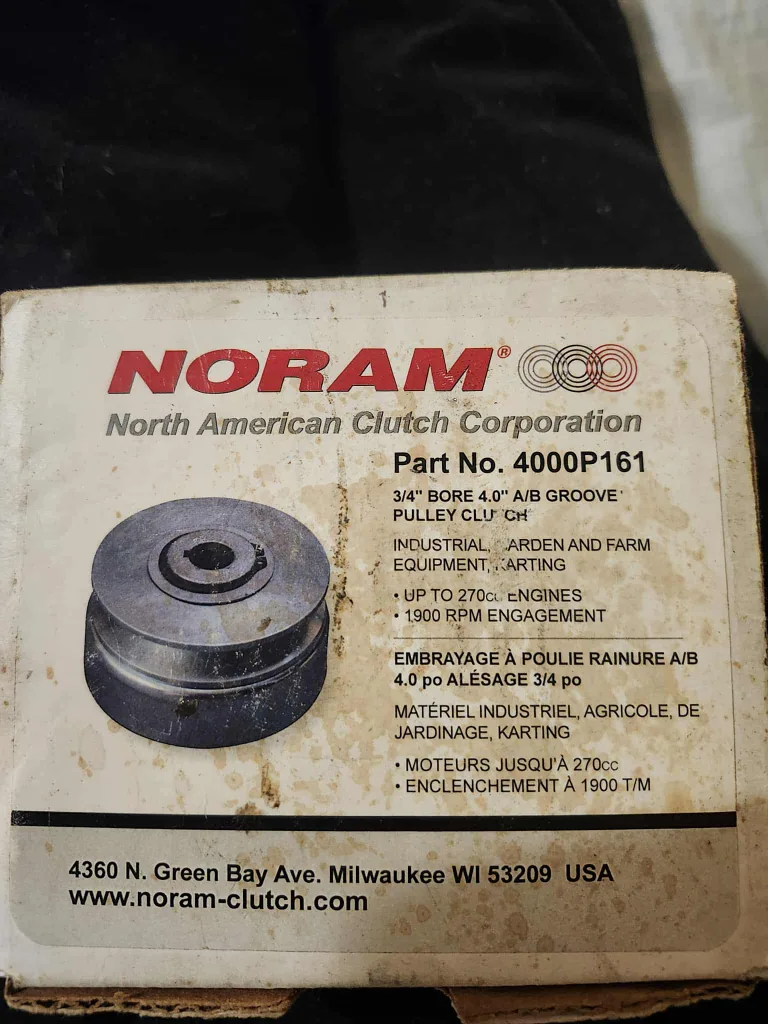 NORAM®
North American Clutch Corporation
Part No. 4000P161
3/4" BORE 4.0" A/B GROOVE
PULLEY CLUTCH
INDUSTRIAL, GARDEN AND FARM
EQUIPMENT, KARTING
• UP TO 270cc ENGINES
• 1900 RPM ENGAGEMENT
EMBRAYAGE À POULIE RAINURE A/B
4.0 po ALÉSAGE 3/4 po
MATÉRIEL INDUSTRIEL, AGRICOLE, DE
JARDINAGE, KARTING
• MOTEURS JUSQU'À 270cc
• ENCLENCHEMENT À 1900 T/M
4360 N. Green Bay Ave. Milwaukee WI 53209 USA
www.noram-clutch.com